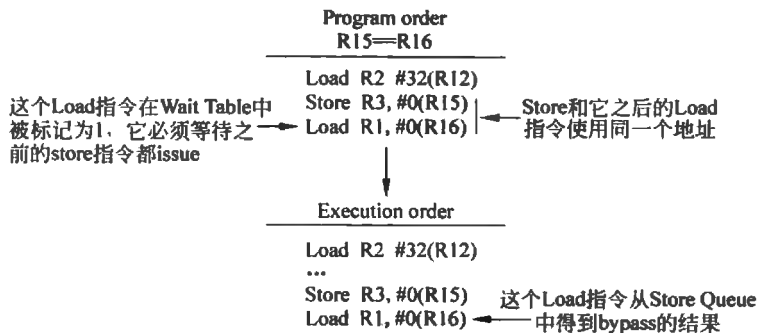 Program order
R15==R16
Load R2 #32(R12)
Store R3, #0(R15)
Load R1, #0(R16)
这个Load指令在Wait Table中
被标记为1，它必须等待之
前的store指令都issue
Store和它之后的Load
指令使用同一个地址
Execution order
Load R2 #32(R12)
...
Store R3, #0(R15)
Load R1, #0(R16)
这个Load指令从Store Queue
中得到bypass的结果